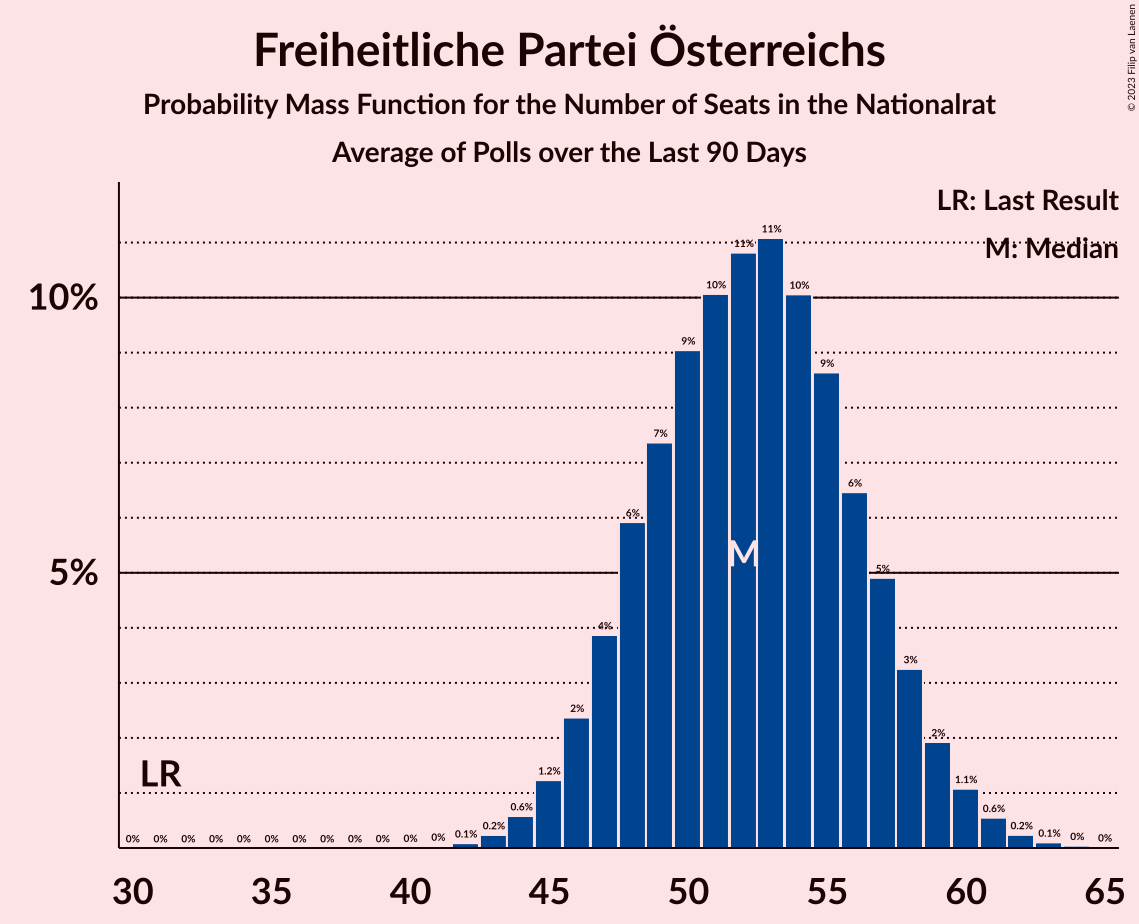 Freiheitliche Partei Österreichs
Probability Mass Function for the Number of Seats in the Nationalrat
Average of Polls over the Last 90 Days
© 2023 Filip van Laenen
LR: Last Result
M: Median
10%
5%
LR
M
0% 0% 0% 0% 0% 0% 0% 0% 0% 0% 0% 0% 0.1% 0.2% 0.6% 1.2% 2% 4% 6% 7% 9% 10% 11% 11% 10% 9% 6% 5% 3% 2% 1.1% 0.6% 0.2% 0.1% 0% 0%
30 35 40 45 50 55 60 65